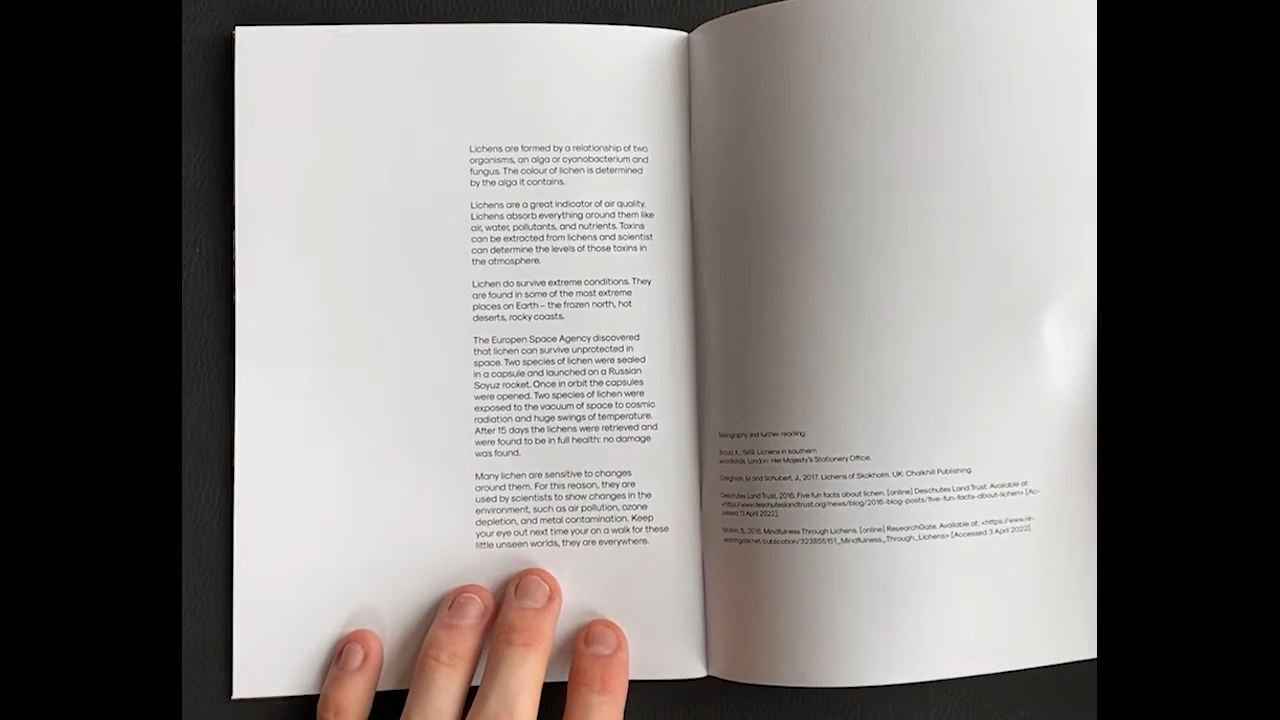 Lichens are formed by a relationship of two
organisms, an alga or cyanobacterium and
fungus. The colour of lichen is determined
by the alga it contains.
Lichens are a great indicator of air quality.
Lichens absorb everything around them like
air, water, pollutants, and nutrients. Toxins
can be extracted from lichens and scientist
can determine the levels of those toxins in
the atmosphere.
Lichen do survive extreme conditions. They
are found in some of the most extreme
places on Earth – the frozen north, hot
deserts, rocky coasts.
The Europen Space Agency discovered
that lichen can survive unprotected in
space. Two species of lichen were sealed
in a capsule and launched on a Russian
Soyuz rocket. Once in orbit the capsules
were opened. Two species of lichen were
exposed to the vacuum of space to cosmic
radiation and huge swings of temperature.
After 15 days the lichens were retrieved and
were found to be in full health: no damage
was found.
Many lichen are sensitive to changes
around them. For this reason, they are
used by scientists to show changes in the
environment, such as air pollution, ozone
depletion, and metal contamination. Keep
your eye out next time your on a walk for these
little unseen worlds, they are everywhere.
Bibliography and further reading:
K., 1989. Lichens in southern
woodlands. London: Her Majesty's Stationery Office.
Creighon, M and Schubert, J., 2017. Lichens of Skokholm. UK: Chalkhill Publishing.
Deschutes Land Trust, 2016. Five fun facts about lichen. [online] Deschutes Land Trust. Available at:
<https://www.deschuteslandtrust.org/news/blog/2016-blog-posts/five-fun-facts-about-lichen> [Ac-
cessed 13 April 2022].
S., 2016. Mindfulness Through Lichens. [online] ResearchGate. Available at: <https://www.re-
searchgate.net/publication/323855151_Mindfulness_Through_Lichens> [Accessed 3 April 2022].